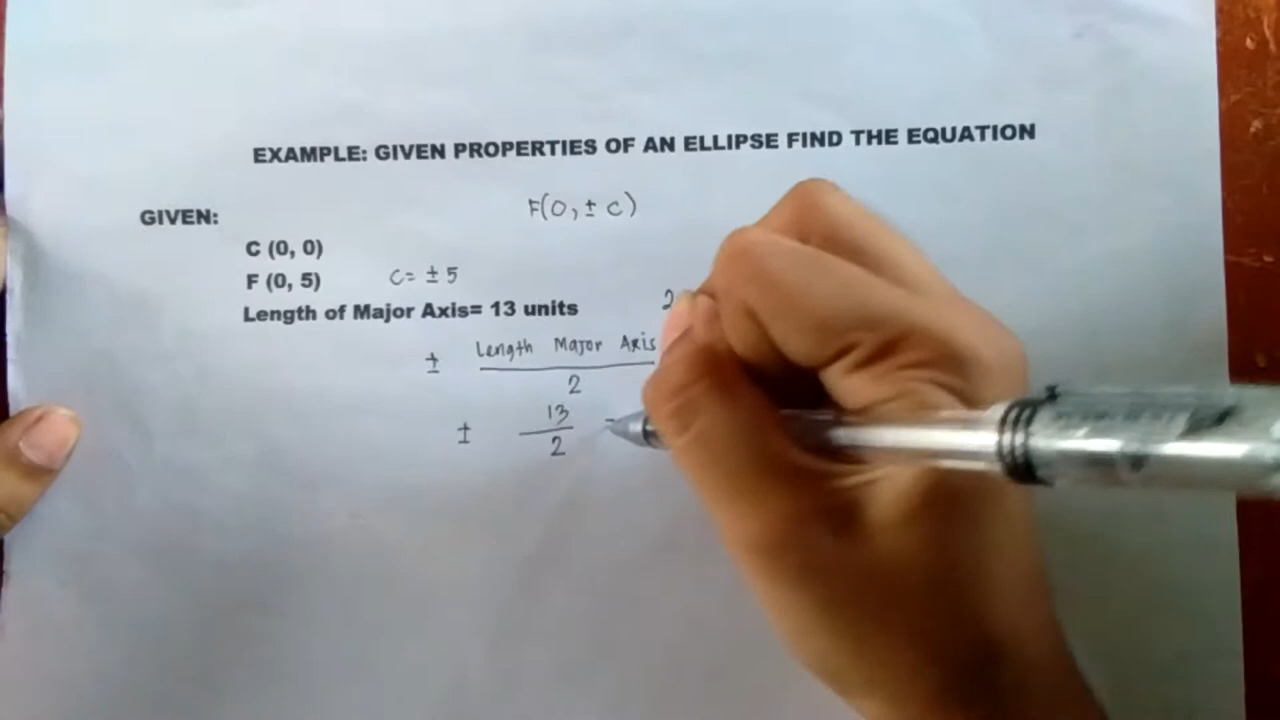 EXAMPLE: GIVEN PROPERTIES OF AN ELLIPSE FIND THE EQUATION
F(0, ± c)
GIVEN:
C (0, 0)
F (0, 5) c= ± 5
Length of Major Axis= 13 units 2
± Length Major Axis
2
± 13
2